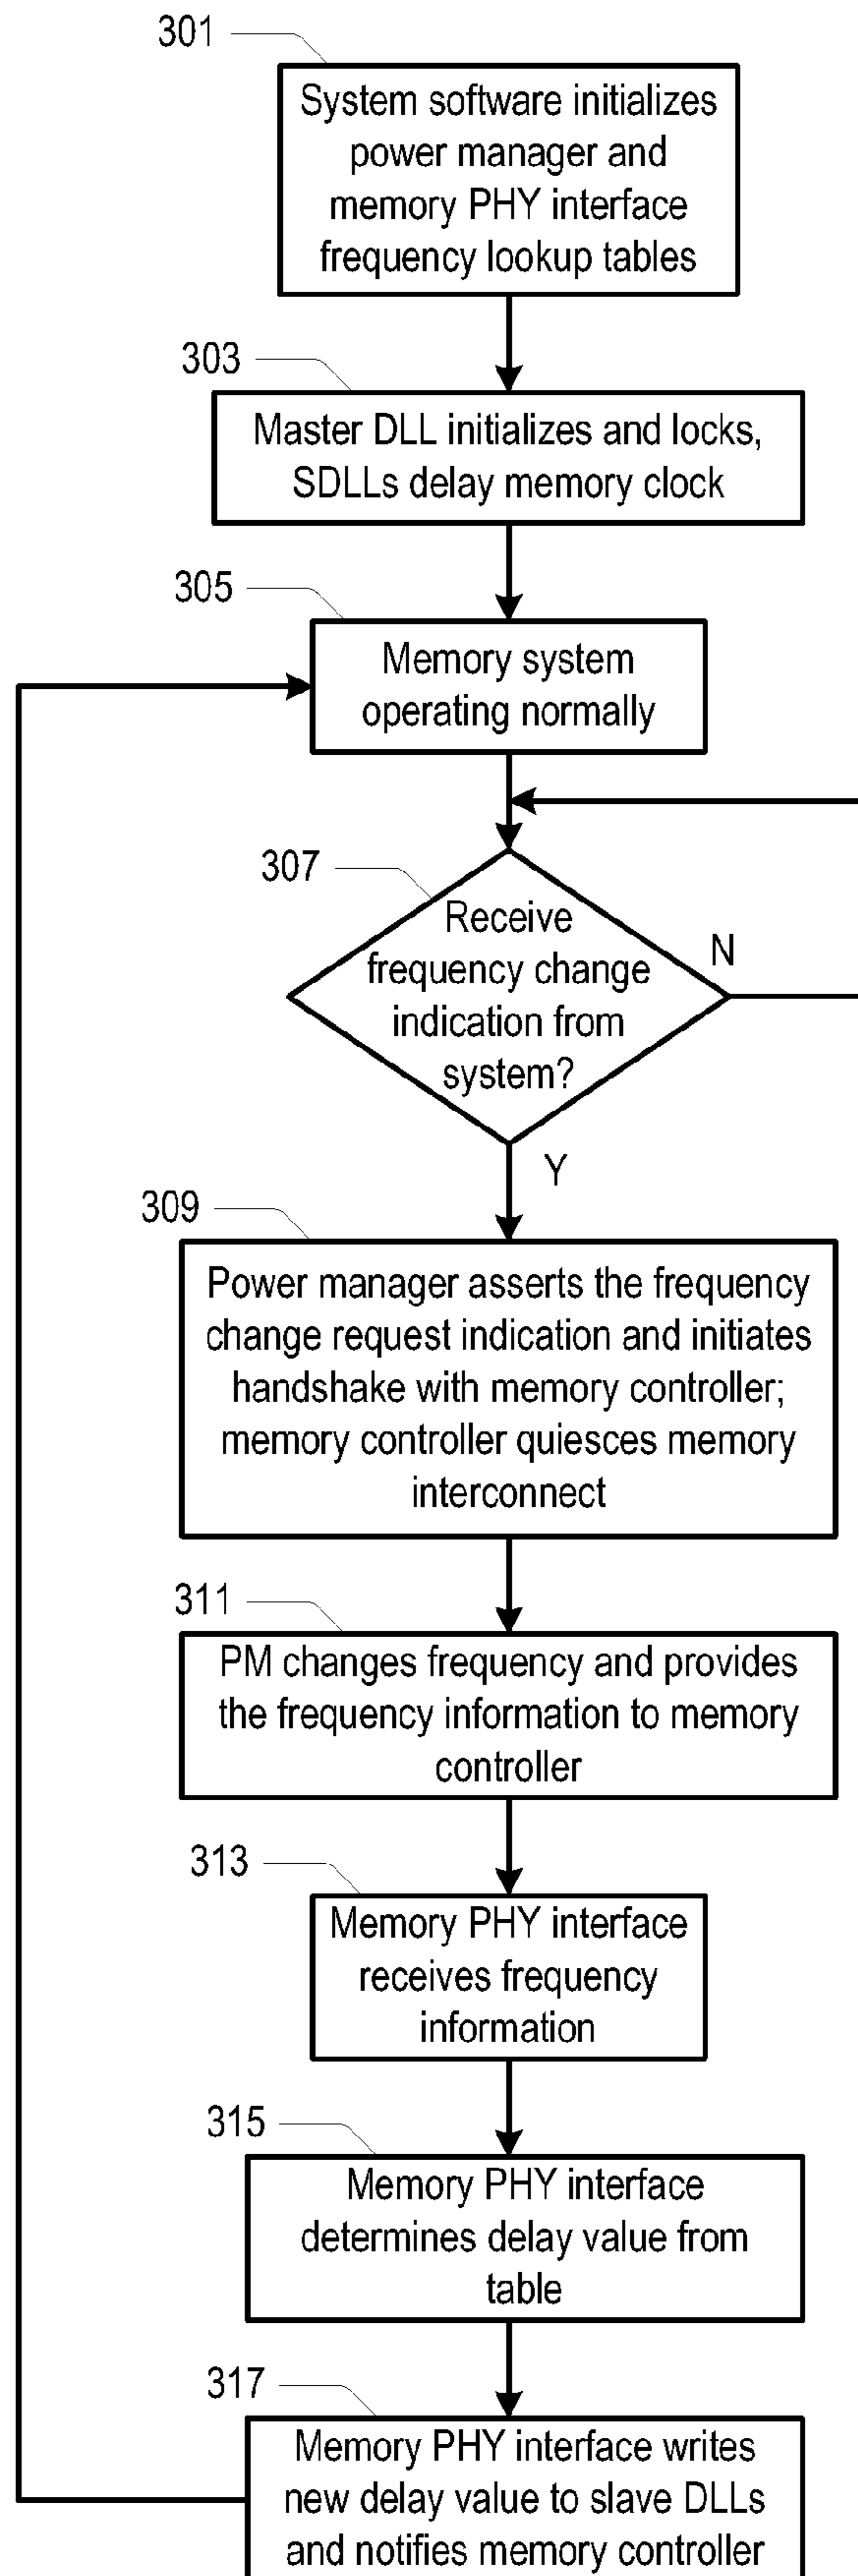 301
System software initializes
power manager and
memory PHY interface
frequency lookup tables
303
Master DLL initializes and locks,
SDLLs delay memory clock
305
Memory system
operating normally
307
Receive
frequency change
indication from
system?
N
Y
309
Power manager asserts the frequency
change request indication and initiates
handshake with memory controller;
memory controller quiesces memory
interconnect
311
PM changes frequency and provides
the frequency information to memory
controller
313
Memory PHY interface
receives frequency
information
315
Memory PHY interface
determines delay value from
table
317
Memory PHY interface writes
new delay value to slave DLLs
and notifies memory controller